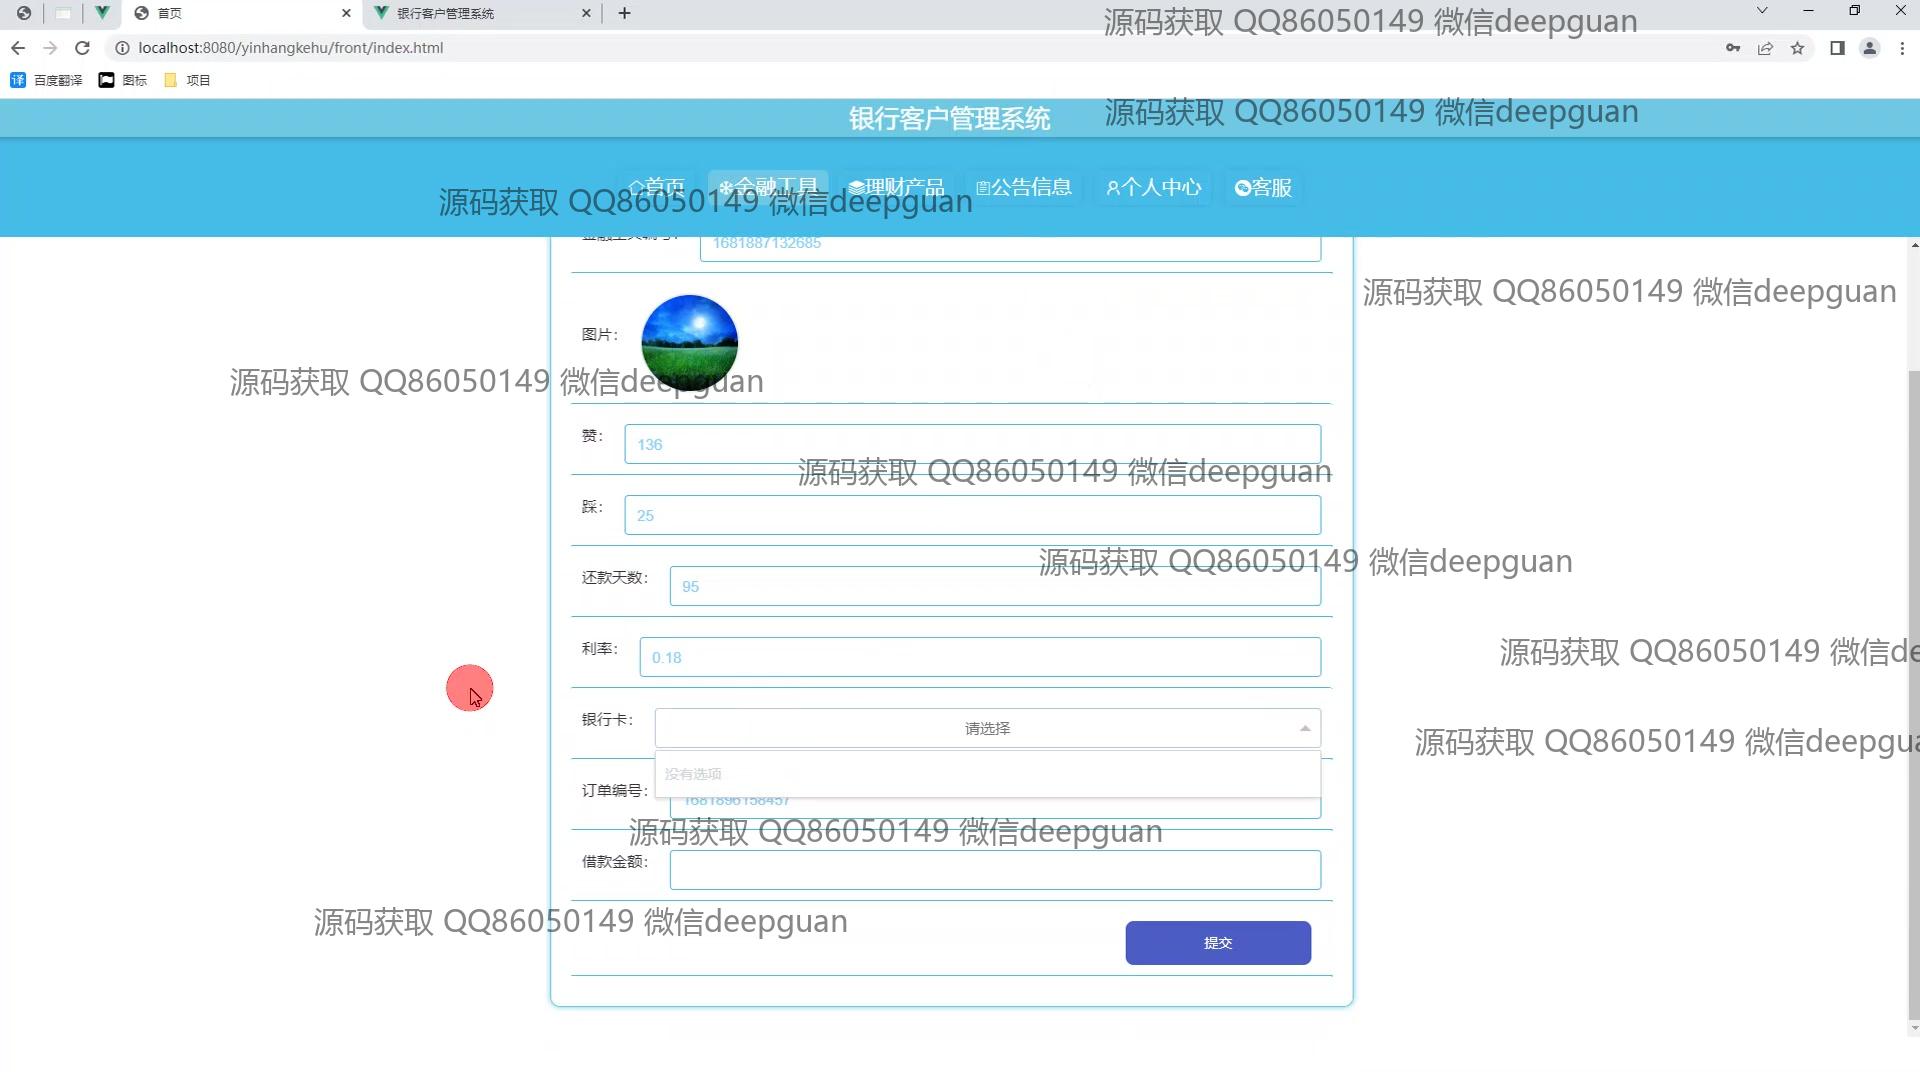 首页
银行客户管理系统
源码获取 QQ86050149 微信deepguan
localhost:8080/yinhangkehu/front/index.html
译 百度翻译 图标 项目
银行客户管理系统
源码获取 QQ86050149 微信deepguan
首页 金融工具 理财产品 公告信息 个人中心 客服
源码获取 QQ86050149 微信deepguan
1681887132685
源码获取 QQ86050149 微信deepguan
图片：
源码获取 QQ86050149 微信deepguan
赞： 136
源码获取 QQ86050149 微信deepguan
踩： 25
源码获取 QQ86050149 微信deepguan
还款天数： 95
利率： 0.18
源码获取 QQ86050149 微信de
银行卡： 请选择
源码获取 QQ86050149 微信deepgua
没有选项
订单编号： 1681896158457
源码获取 QQ86050149 微信deepguan
借款金额：
源码获取 QQ86050149 微信deepguan
提交